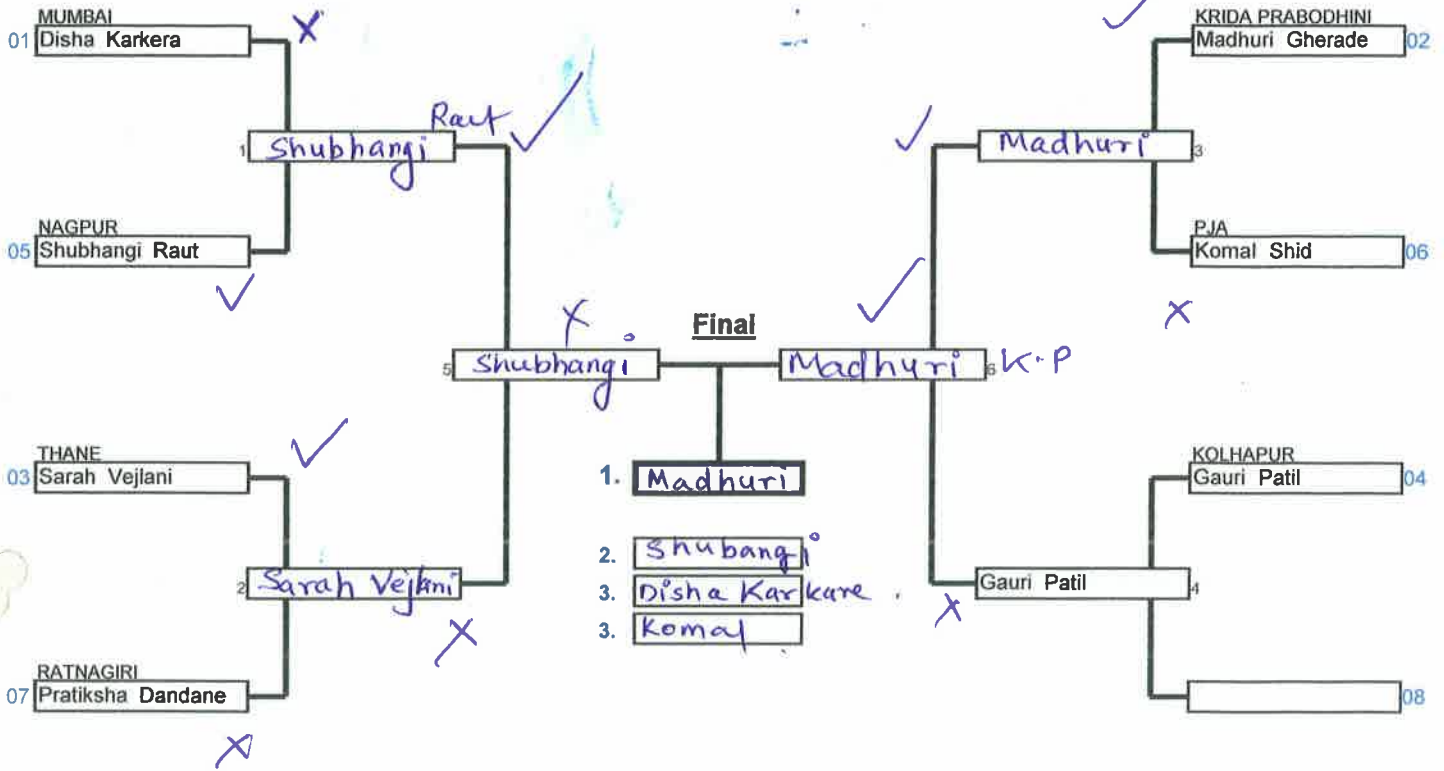 MUMBAI
01 Disha Karkera
KRIDA PRABODHINI
Madhuri Gherade 02
Raut
1 Shubhangi
Madhuri 3
NAGPUR
05 Shubhangi Raut
PJA
Komal Shid 06
Final
5 Shubhangi
Madhuri 6 K.P
THANE
03 Sarah Vejlani
KOLHAPUR
Gauri Patil 04
1. Madhuri
2. Shubangi
3. Disha Karkare.
3. Komal
2 Sarah Vejlani
Gauri Patil 4
RATNAGIRI
07 Pratiksha Dandane
08